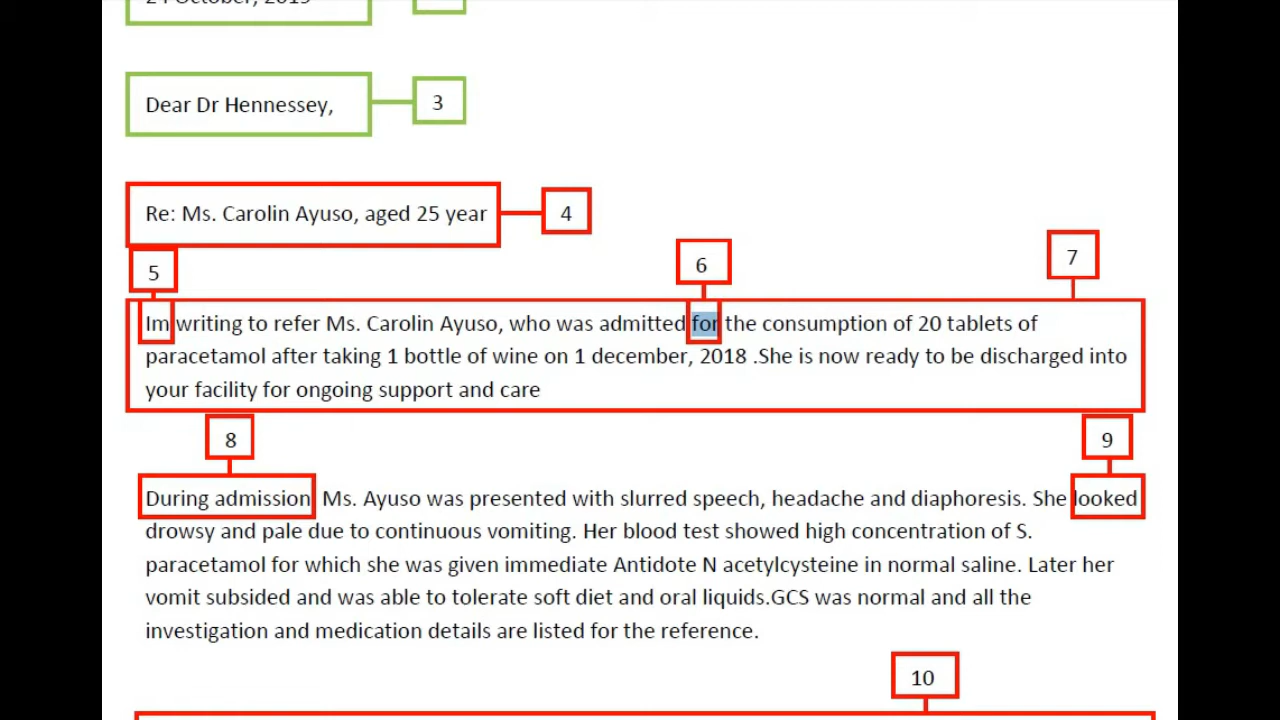 24 October, 2019
Dear Dr Hennessey,
3
Re: Ms. Carolin Ayuso, aged 25 year
4
5
6
7
Im writing to refer Ms. Carolin Ayuso, who was admitted for the consumption of 20 tablets of
paracetamol after taking 1 bottle of wine on 1 december, 2018 .She is now ready to be discharged into
your facility for ongoing support and care
8
9
During admission Ms. Ayuso was presented with slurred speech, headache and diaphoresis. She looked
drowsy and pale due to continuous vomiting. Her blood test showed high concentration of S.
paracetamol for which she was given immediate Antidote N acetylcysteine in normal saline. Later her
vomit subsided and was able to tolerate soft diet and oral liquids.GCS was normal and all the
investigation and medication details are listed for the reference.
10